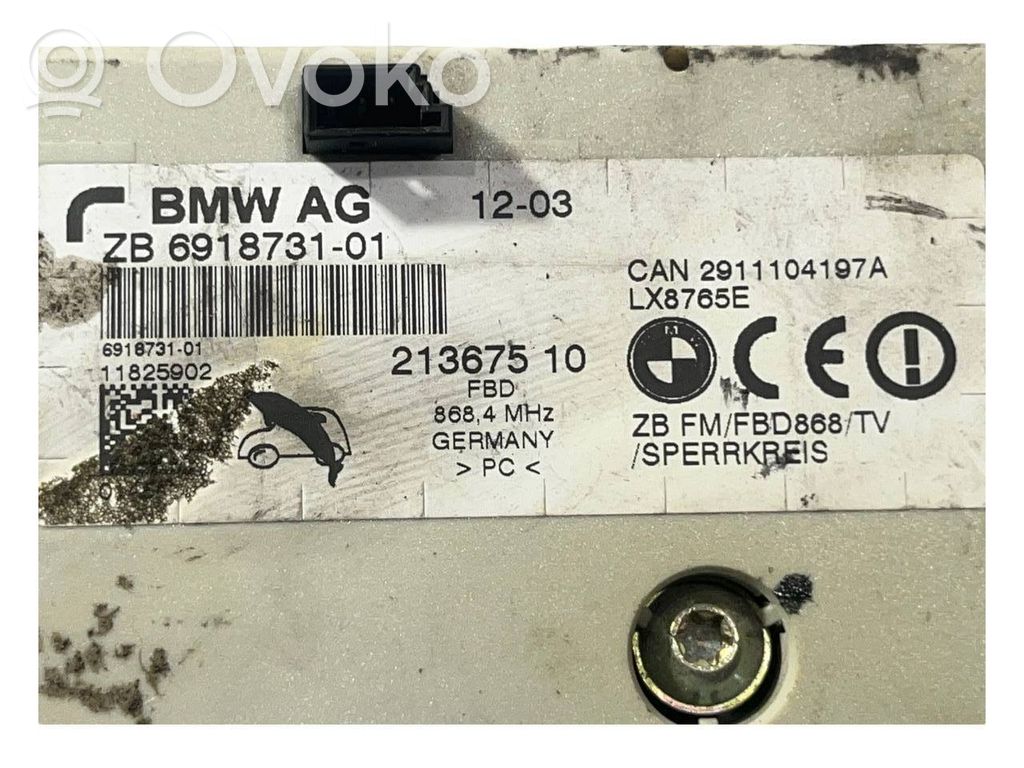 Ovoko
BMW AG 12-03
ZB 6918731-01
6918731-01
11825902
213675 10
FBD
868,4 MHz
GERMANY
> PC <
CAN 2911104197A
LX8765E
CE
ZB FM/FBD868/TV
/SPERRKREIS